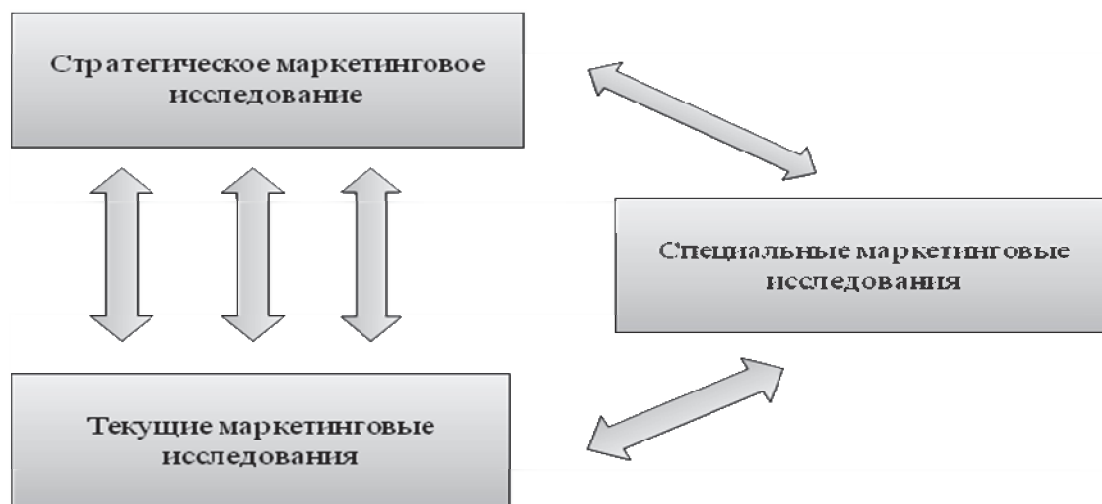 Стратегическое маркетинговое
исследование
Специальные маркетинговые
исследования
Текущие маркетинговые
исследования